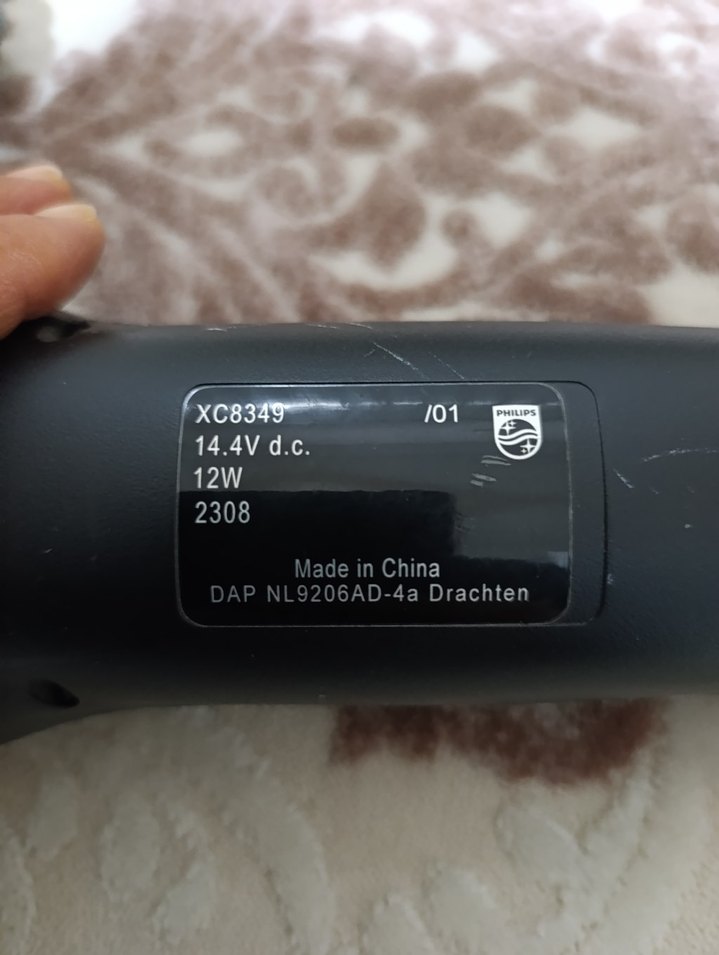 XC8349 /01 PHILIPS
14.4V d.c.
12W
2308
Made in China
DAP NL9206AD-4a Drachten